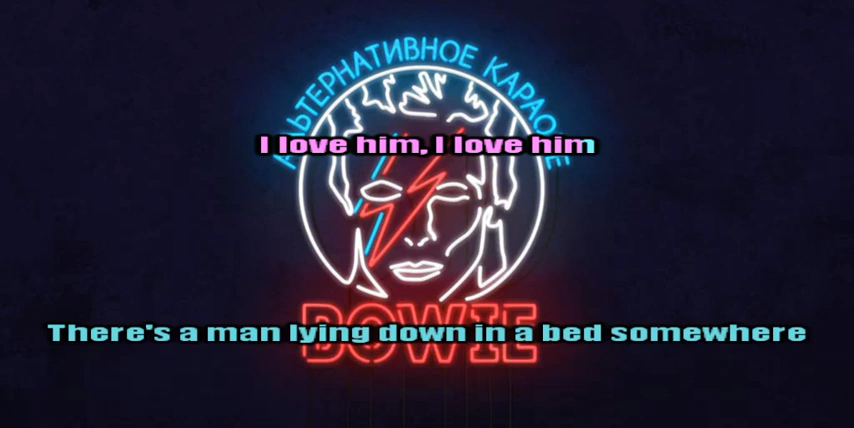 АЛЬТЕРНАТИВНОЕ КАРАОКЕ
I love him, I love him
BOWIE
There's a man lying down in a bed somewhere